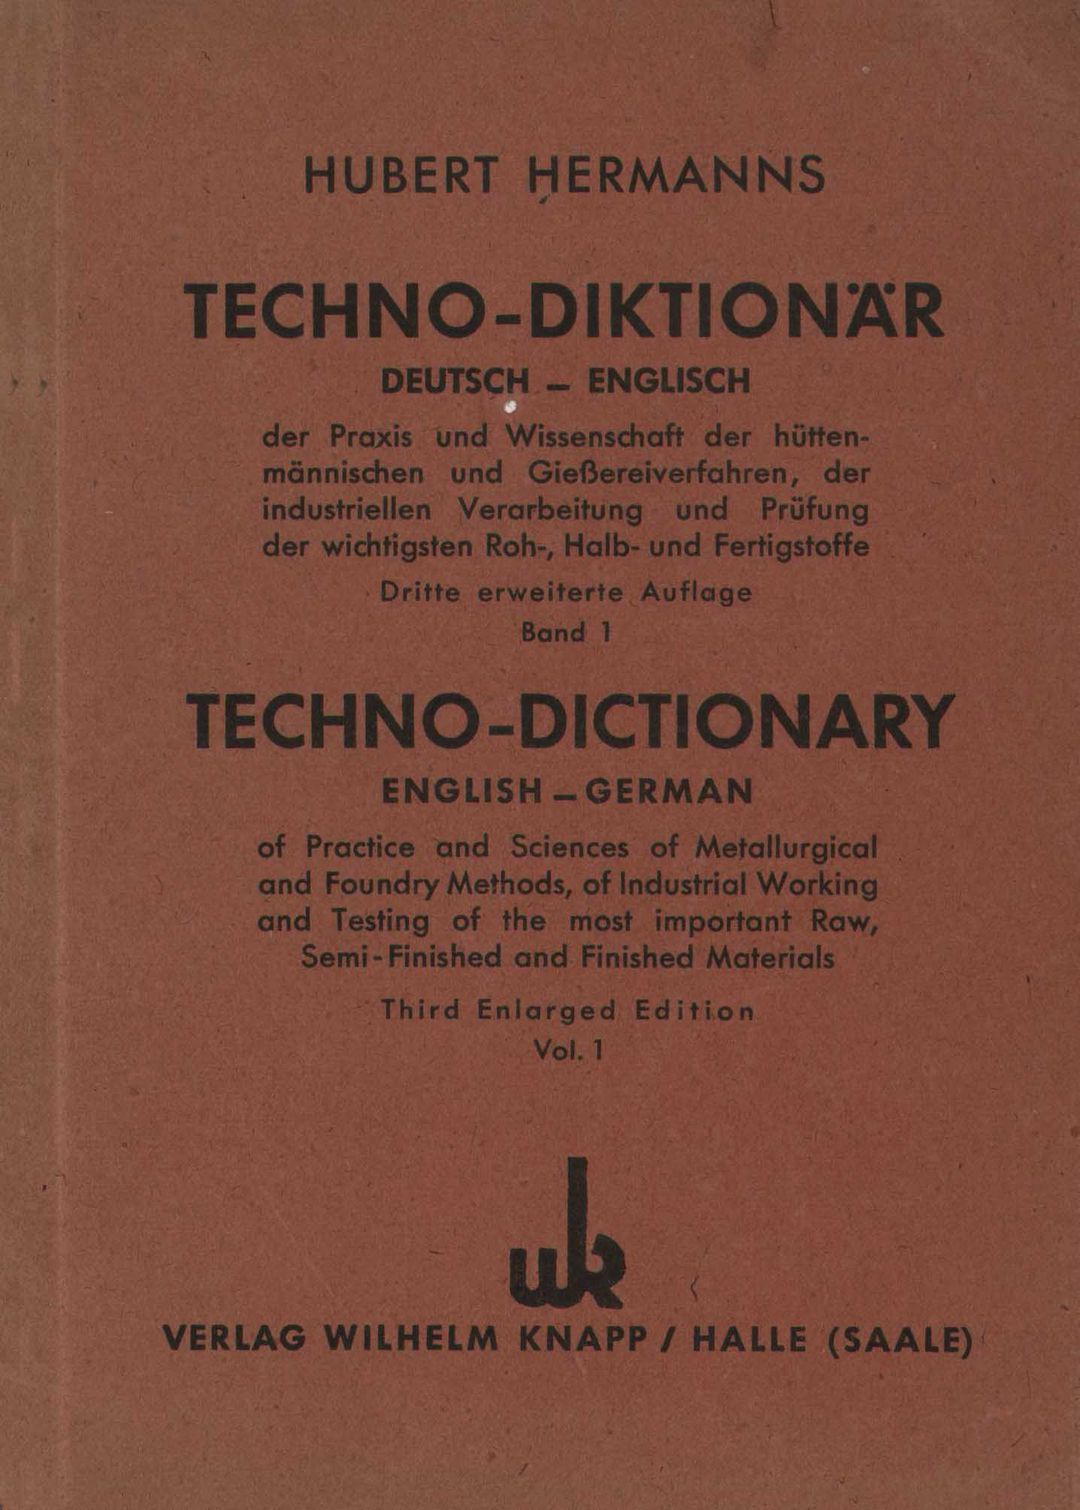 HUBERT HERMANNS
TECHNO-DIKTIONÄR
DEUTSCH – ENGLISCH
der Praxis und Wissenschaft der hütten-
männischen und Gießereiverfahren, der
industriellen Verarbeitung und Prüfung
der wichtigsten Roh-, Halb- und Fertigstoffe
Dritte erweiterte Auflage
Band 1
TECHNO-DICTIONARY
ENGLISH – GERMAN
of Practice and Sciences of Metallurgical
and Foundry Methods, of Industrial Working
and Testing of the most important Raw,
Semi-Finished and Finished Materials
Third Enlarged Edition
Vol. 1
wk
VERLAG WILHELM KNAPP / HALLE (SAALE)